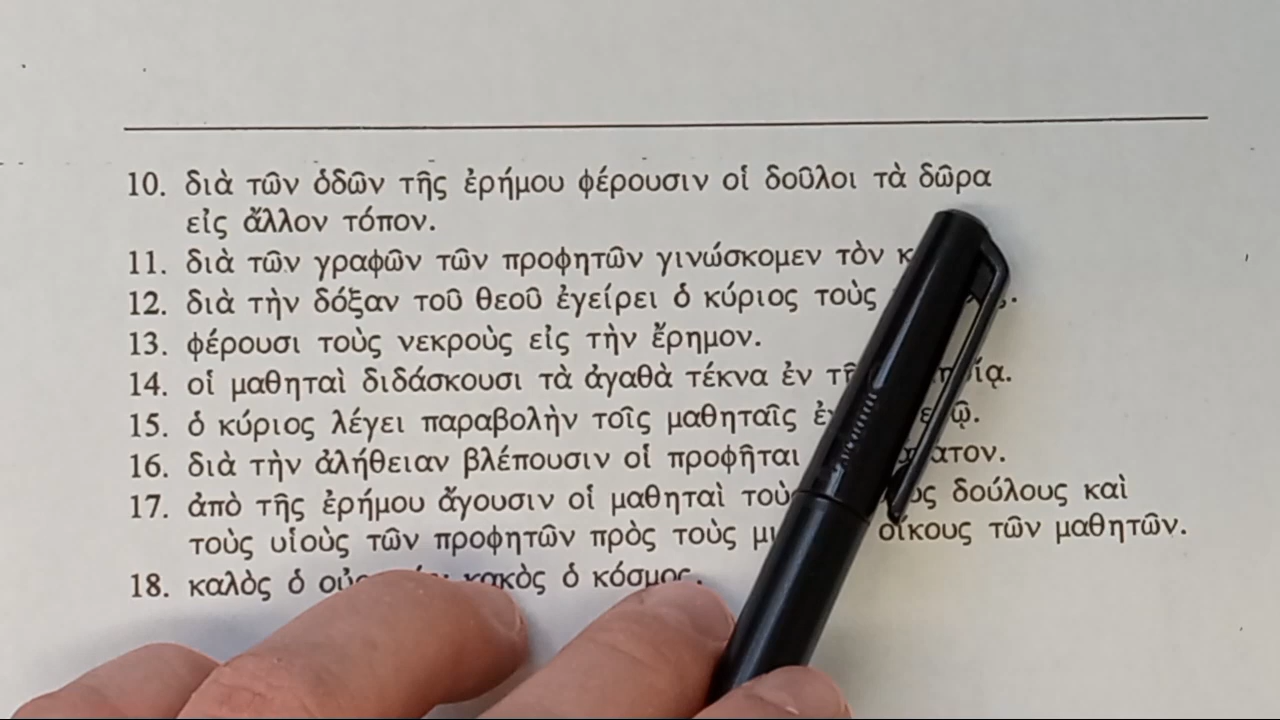 10. διὰ τῶν ὁδῶν τῆς ἐρήμου φέρουσιν οἱ δοῦλοι τὰ δῶρα
εἰς ἄλλον τόπον.
11. διὰ τῶν γραφῶν τῶν προφητῶν γινώσκομεν τὸν
12. διὰ τὴν δόξαν τοῦ θεοῦ ἐγείρει ὁ κύριος τοὺς
13. φέρουσι τοὺς νεκροὺς εἰς τὴν ἔρημον.
14. οἱ μαθηταὶ διδάσκουσι τὰ ἀγαθὰ τέκνα ἐν
15. ὁ κύριος λέγει παραβολὴν τοῖς μαθηταῖς
16. διὰ τὴν ἀλήθειαν βλέπουσιν οἱ προφῆται
17. ἀπὸ τῆς ἐρήμου ἄγουσιν οἱ μαθηταὶ δούλους καὶ
τοὺς υἱοὺς τῶν προφητῶν πρὸς τοὺς οἴκους τῶν μαθητῶν.
18. καλὸς ὁ κακὸς ὁ κόσμος.